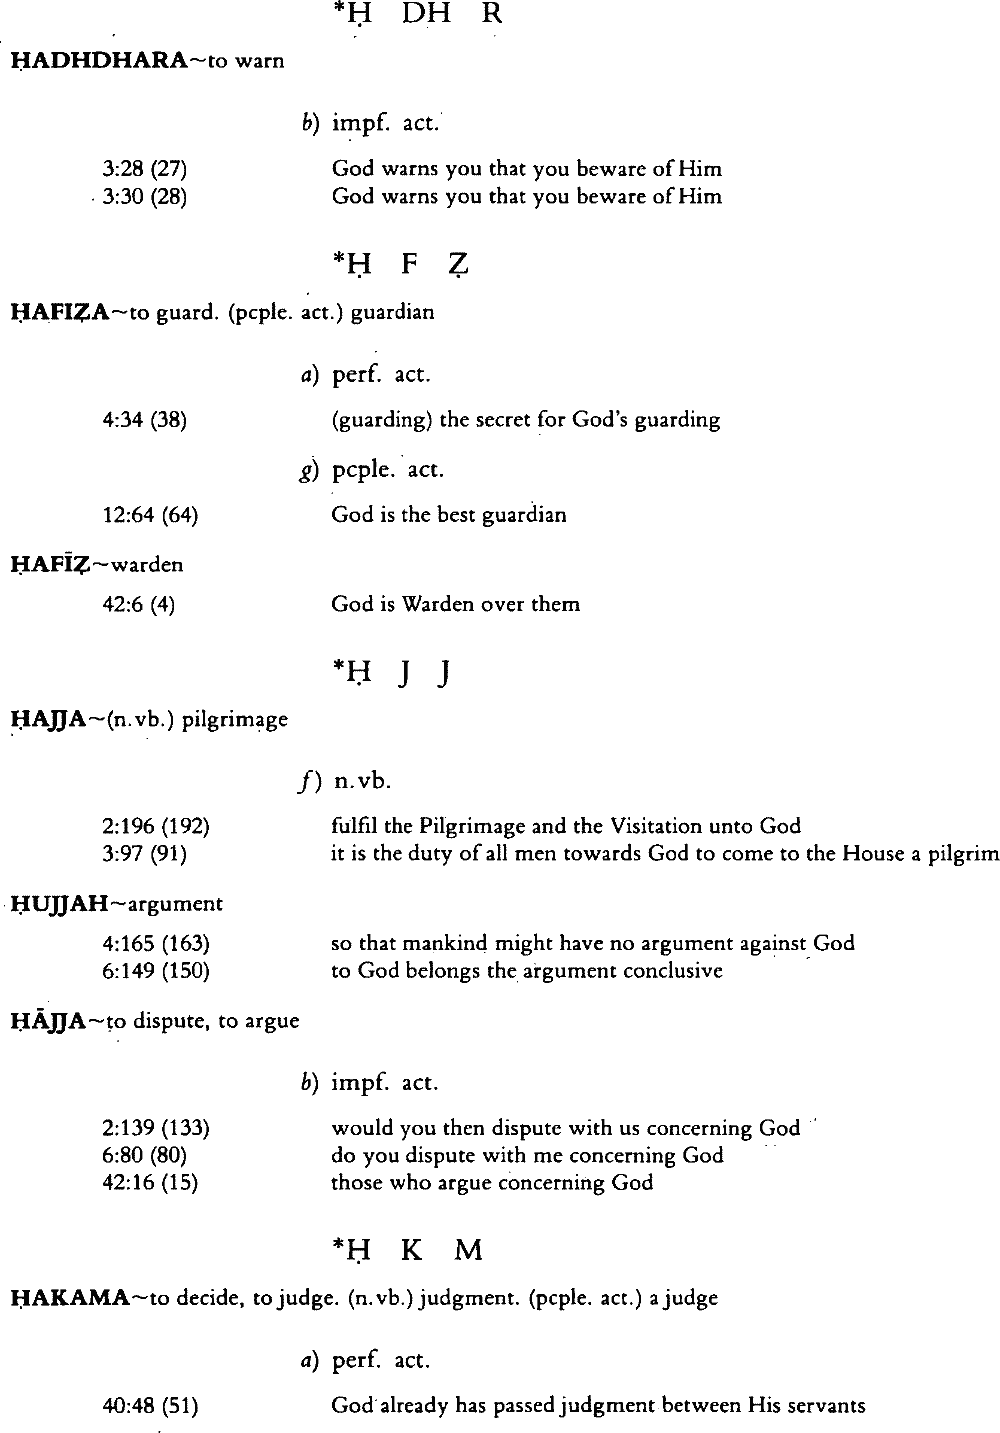 *Ḥ DH R
ḤADHDHARA~to warn
b) impf. act.
3:28 (27) God warns you that you beware of Him
3:30 (28) God warns you that you beware of Him
*Ḥ F Ẓ
ḤAFIẒA~to guard. (pcple. act.) guardian
a) perf. act.
4:34 (38) (guarding) the secret for God's guarding
g) pcple. act.
12:64 (64) God is the best guardian
ḤAFĪẒ~warden
42:6 (4) God is Warden over them
*Ḥ J J
ḤAJJA~(n.vb.) pilgrimage
f) n.vb.
2:196 (192) fulfil the Pilgrimage and the Visitation unto God
3:97 (91) it is the duty of all men towards God to come to the House a pilgrim
ḤUJJAH~argument
4:165 (163) so that mankind might have no argument against God
6:149 (150) to God belongs the argument conclusive
ḤĀJJA~to dispute, to argue
b) impf. act.
2:139 (133) would you then dispute with us concerning God
6:80 (80) do you dispute with me concerning God
42:16 (15) those who argue concerning God
*Ḥ K M
ḤAKAMA~to decide, to judge. (n.vb.) judgment. (pcple. act.) a judge
a) perf. act.
40:48 (51) God already has passed judgment between His servants